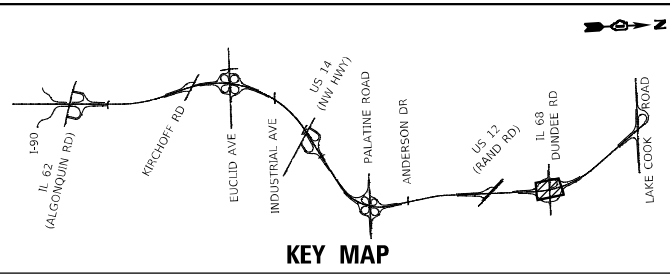 N
I-90
IL 62
(ALGONQUIN RD)
KIRCHOFF RD
EUCLID AVE
INDUSTRIAL AVE
US 14
(NW HWY)
PALATINE ROAD
ANDERSON DR
US 12
(RAND RD)
IL 68
DUNDEE RD
LAKE COOK
ROAD
KEY MAP